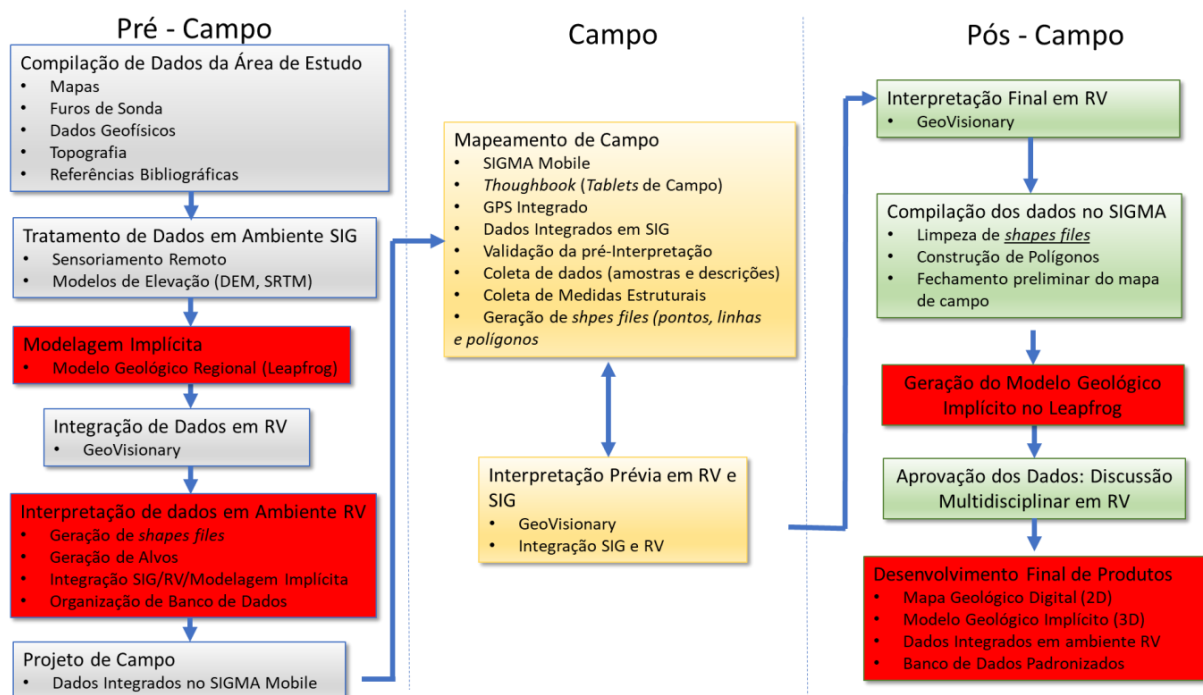 Pré - Campo
Compilação de Dados da Área de Estudo
• Mapas
• Furos de Sonda
• Dados Geofísicos
• Topografia
• Referências Bibliográficas
Tratamento de Dados em Ambiente SIG
• Sensoriamento Remoto
• Modelos de Elevação (DEM, SRTM)
Modelagem Implícita
• Modelo Geológico Regional (Leapfrog)
Integração de Dados em RV
• GeoVisionary
Interpretação de dados em Ambiente RV
• Geração de shapes files
• Geração de Alvos
• Integração SIG/RV/Modelagem Implícita
• Organização de Banco de Dados
Projeto de Campo
• Dados Integrados no SIGMA Mobile
Campo
Mapeamento de Campo
• SIGMA Mobile
• Thoughbook (Tablets de Campo)
• GPS Integrado
• Dados Integrados em SIG
• Validação da pré-Interpretação
• Coleta de dados (amostras e descrições)
• Coleta de Medidas Estruturais
• Geração de shpes files (pontos, linhas
e polígonos
Interpretação Prévia em RV e
SIG
• GeoVisionary
• Integração SIG e RV
Pós - Campo
Interpretação Final em RV
• GeoVisionary
Compilação dos dados no SIGMA
• Limpeza de shapes files
• Construção de Polígonos
• Fechamento preliminar do mapa
de campo
Geração do Modelo Geológico
Implícito no Leapfrog
Aprovação dos Dados: Discussão
Multidisciplinar em RV
Desenvolvimento Final de Produtos
• Mapa Geológico Digital (2D)
• Modelo Geológico Implícito (3D)
• Dados Integrados em ambiente RV
• Banco de Dados Padronizados